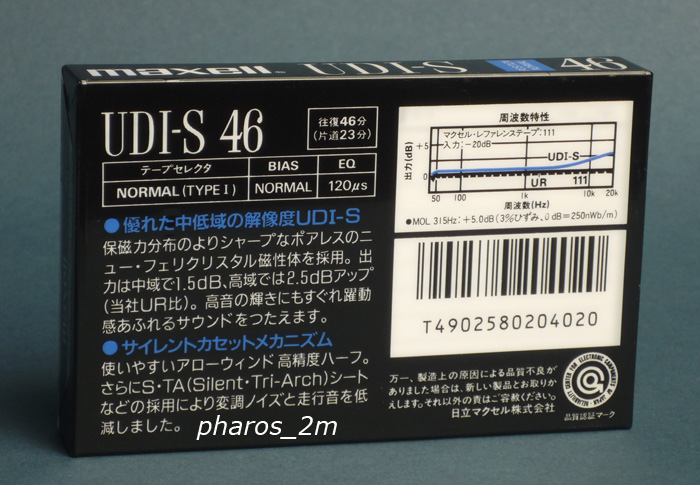 maxell UDI-S 46
UDI-S 46
往復46分
(片道23分)
テープセレクタ BIAS EQ
NORMAL (TYPE I) NORMAL 120μs
●優れた中低域の解像度UDI-S
保磁力分布のよりシャープなポアレスのニ
ュー・フェリクリスタル磁性体を採用。出
力は中域で1.5dB、高域では2.5dBアップ
(当社UR比)。高音の輝きにもすぐれ躍動
感あふれるサウンドをつたえます。
●サイレントカセットメカニズム
使いやすいアローウィンド高精度ハーフ。
さらにS・TA(Silent・Tri-Arch)シート
などの採用により変調ノイズと走行音を低
減しました。
pharos_2m
周波数特性
マクセル・レファレンステープ:111
入力:-20dB
出力(dB)
+5
0
UDI-S
UR 111
50 100 1k 10k 20k
周波数(Hz)
●MOL 315Hz:+5.0dB(3%ひずみ、0dB=250nWb/m)
T4902580204020
万一、製造上の原因による品質不良が
ありました場合は、新しい製品とお取りか
えします。それ以外の責はご容赦ください。
日立マクセル株式会社
RELIABILITY CENTER FOR ELECTRONIC COMPONENTS OF JAPAN
品質認証マーク